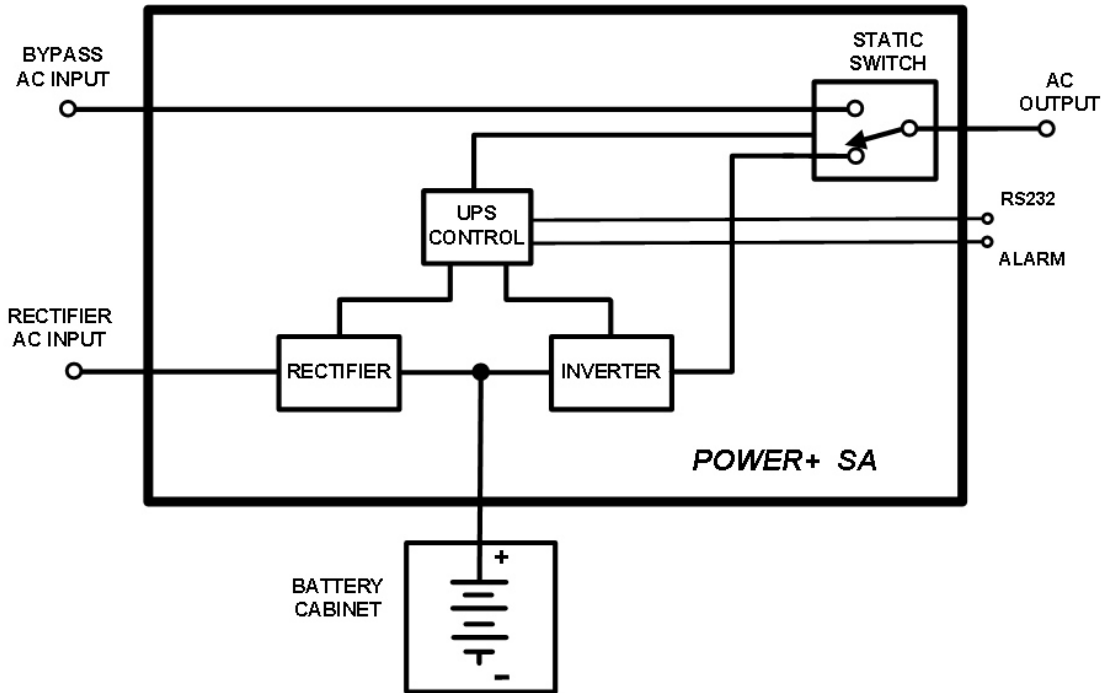 BYPASS
AC INPUT
STATIC
SWITCH
AC
OUTPUT
UPS
CONTROL
RS232
ALARM
RECTIFIER
AC INPUT
RECTIFIER
INVERTER
POWER+ SA
BATTERY
CABINET
+
-